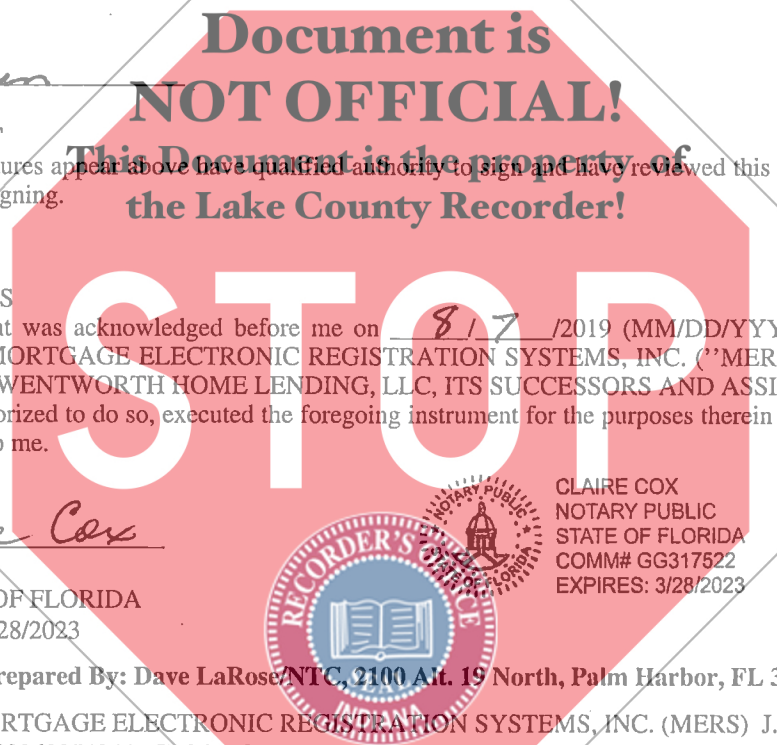 Document is
NOT OFFICIAL!
This Document is the property of
the Lake County Recorder!
ures appear above have qualified authority to sign and have reviewed this
gning.
STOP
S
t was acknowledged before me on 8/7/2019 (MM/DD/YYY
MORTGAGE ELECTRONIC REGISTRATION SYSTEMS, INC. ("MER
WENTWORTH HOME LENDING, LLC, ITS SUCCESSORS AND ASSI
orized to do so, executed the foregoing instrument for the purposes therein
o me.
Cox
NOTARY PUBLIC
STATE OF FLORIDA
CLAIRE COX
NOTARY PUBLIC
STATE OF FLORIDA
COMM# GG317522
EXPIRES: 3/28/2023
OF FLORIDA
28/2023
RECORDER'S OFFICE
SEAL
INDIANA
repared By: Dave LaRose/NTC, 2100 Alt. 19 North, Palm Harbor, FL 3
RTGAGE ELECTRONIC REGISTRATION SYSTEMS, INC. (MERS) J